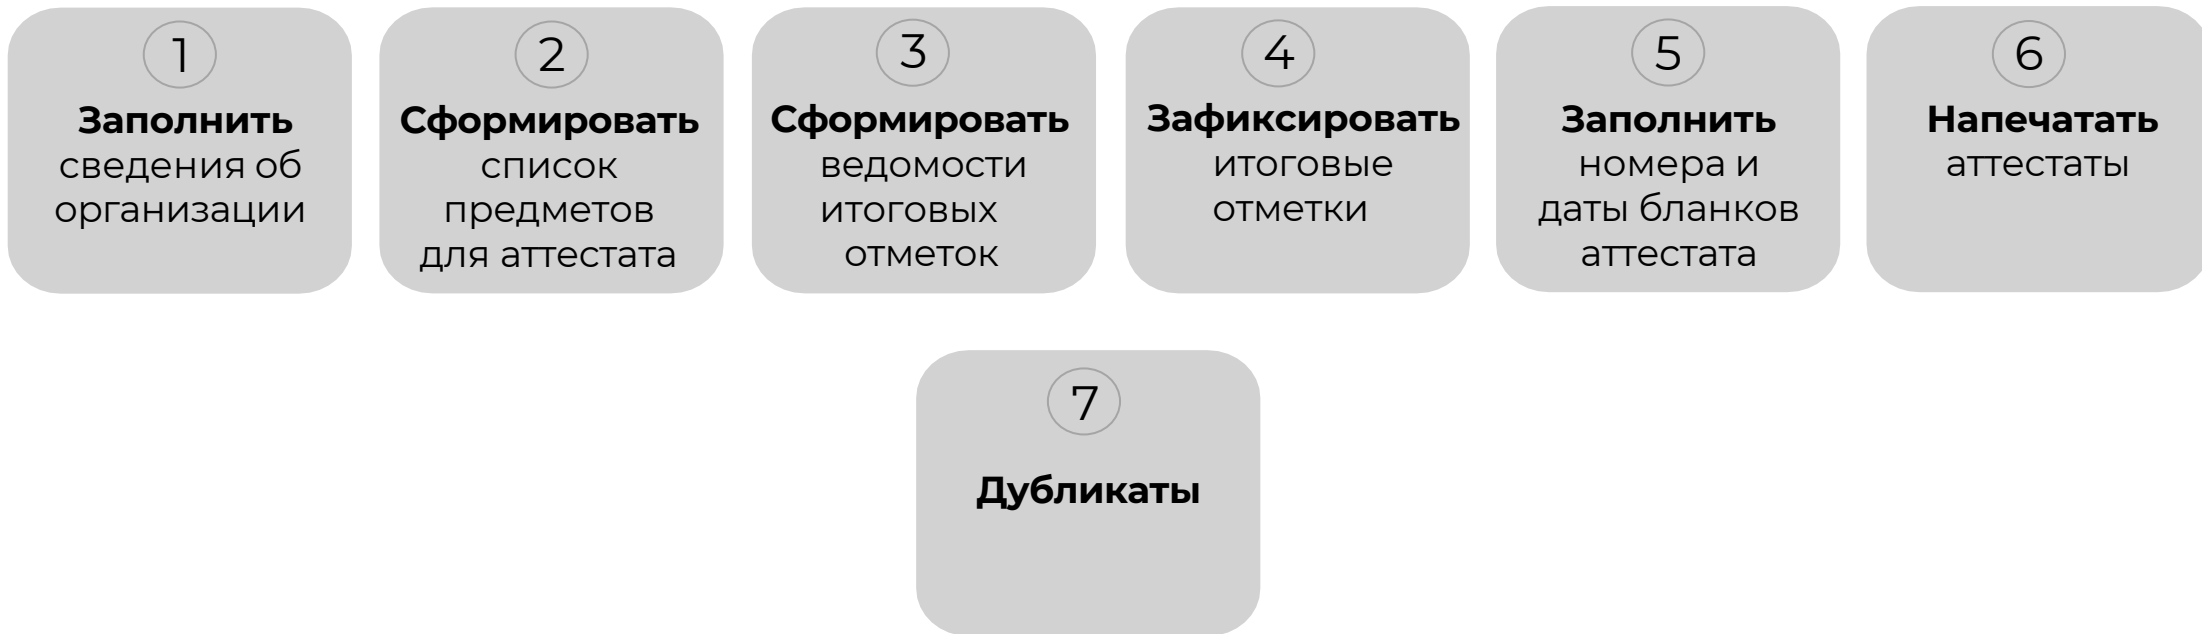 1
Заполнить
сведения об
организации
2
Сформировать
список
предметов
для аттестата
3
Сформировать
ведомости
итоговых
отметок
4
Зафиксировать
итоговые
отметки
5
Заполнить
номера и
даты бланков
аттестата
6
Напечатать
аттестаты
7
Дубликаты